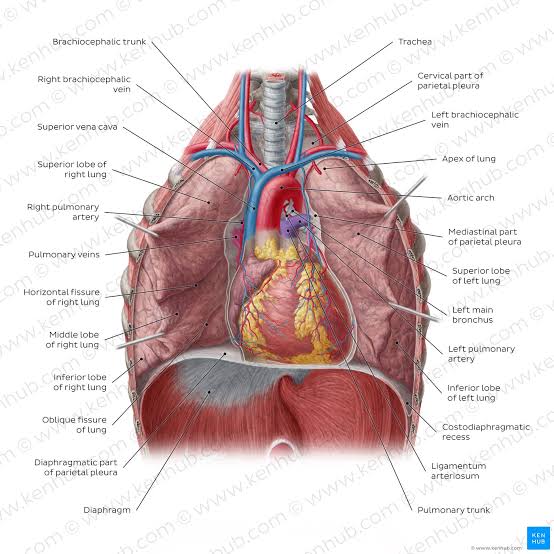 Brachiocephalic trunk
Right brachiocephalic
vein
Superior vena cava
Superior lobe of
right lung
Right pulmonary
artery
Pulmonary veins
Horizontal fissure
of right lung
Middle lobe
of right lung
Inferior lobe
of right lung
Oblique fissure
of lung
Diaphragmatic part
of parietal pleura
Diaphragm
Trachea
Cervical part of
parietal pleura
Left brachiocephalic
vein
Apex of lung
Aortic arch
Mediastinal part
of parietal pleura
Superior lobe
of left lung
Left main
bronchus
Left pulmonary
artery
Inferior lobe
of left lung
Costodiaphragmatic
recess
Ligamentum
arteriosum
Pulmonary trunk
© www.kenhub.com
KEN
HUB
© www.kenhub.com